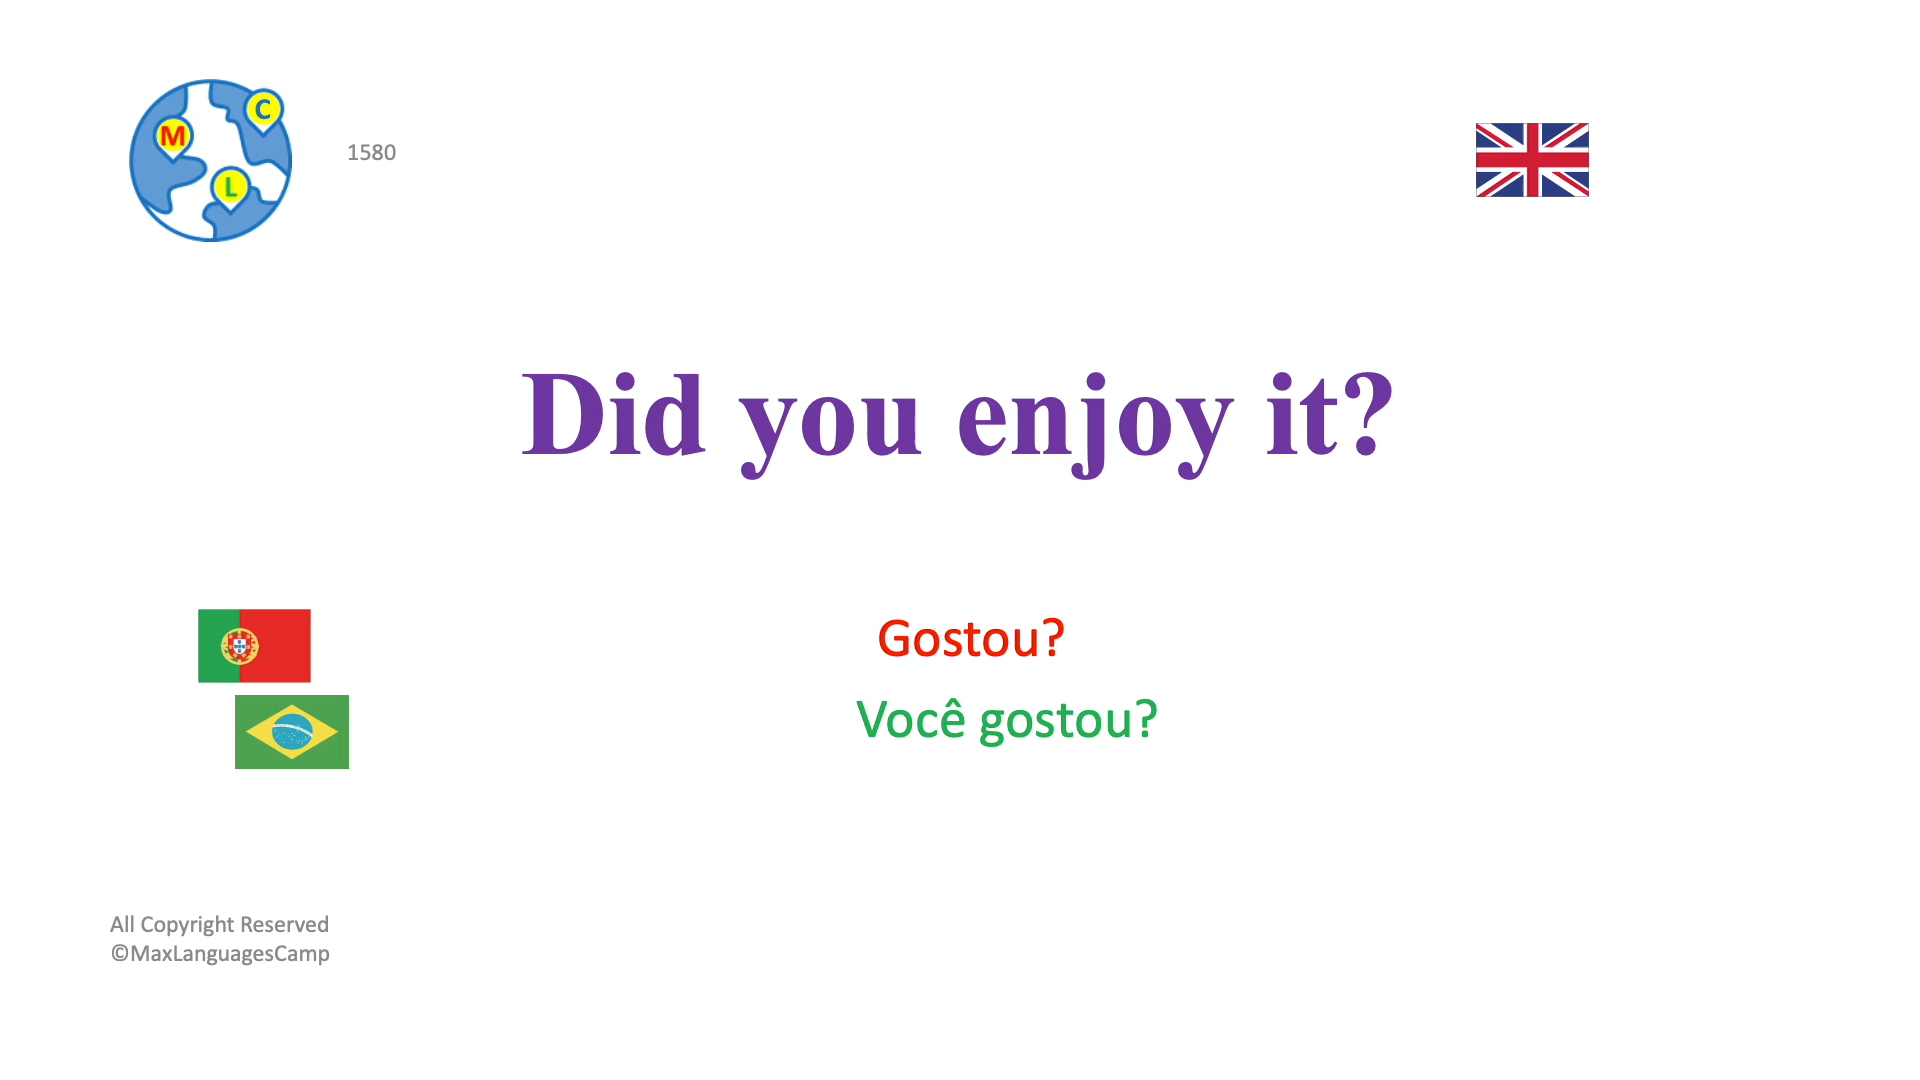 C
M
L
1580
Did you enjoy it?
Gostou?
Você gostou?
All Copyright Reserved
©MaxLanguagesCamp